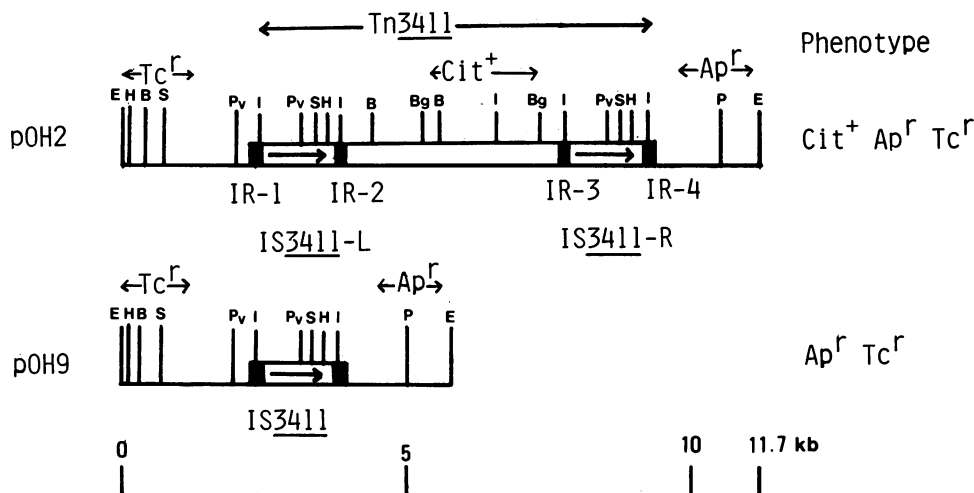 Tn3411
Phenotype
Tcʳ Cit⁺ Apʳ
E H B S Pv I Pv S H I B Bg B I Bg I Pv S H I P E
pOH2 Cit⁺ Apʳ Tcʳ
IR-1 IR-2 IR-3 IR-4
IS3411-L IS3411-R
Tcʳ Apʳ
E H B S Pv I Pv S H I P E
pOH9 Apʳ Tcʳ
IS3411
0 5 10 11.7 kb